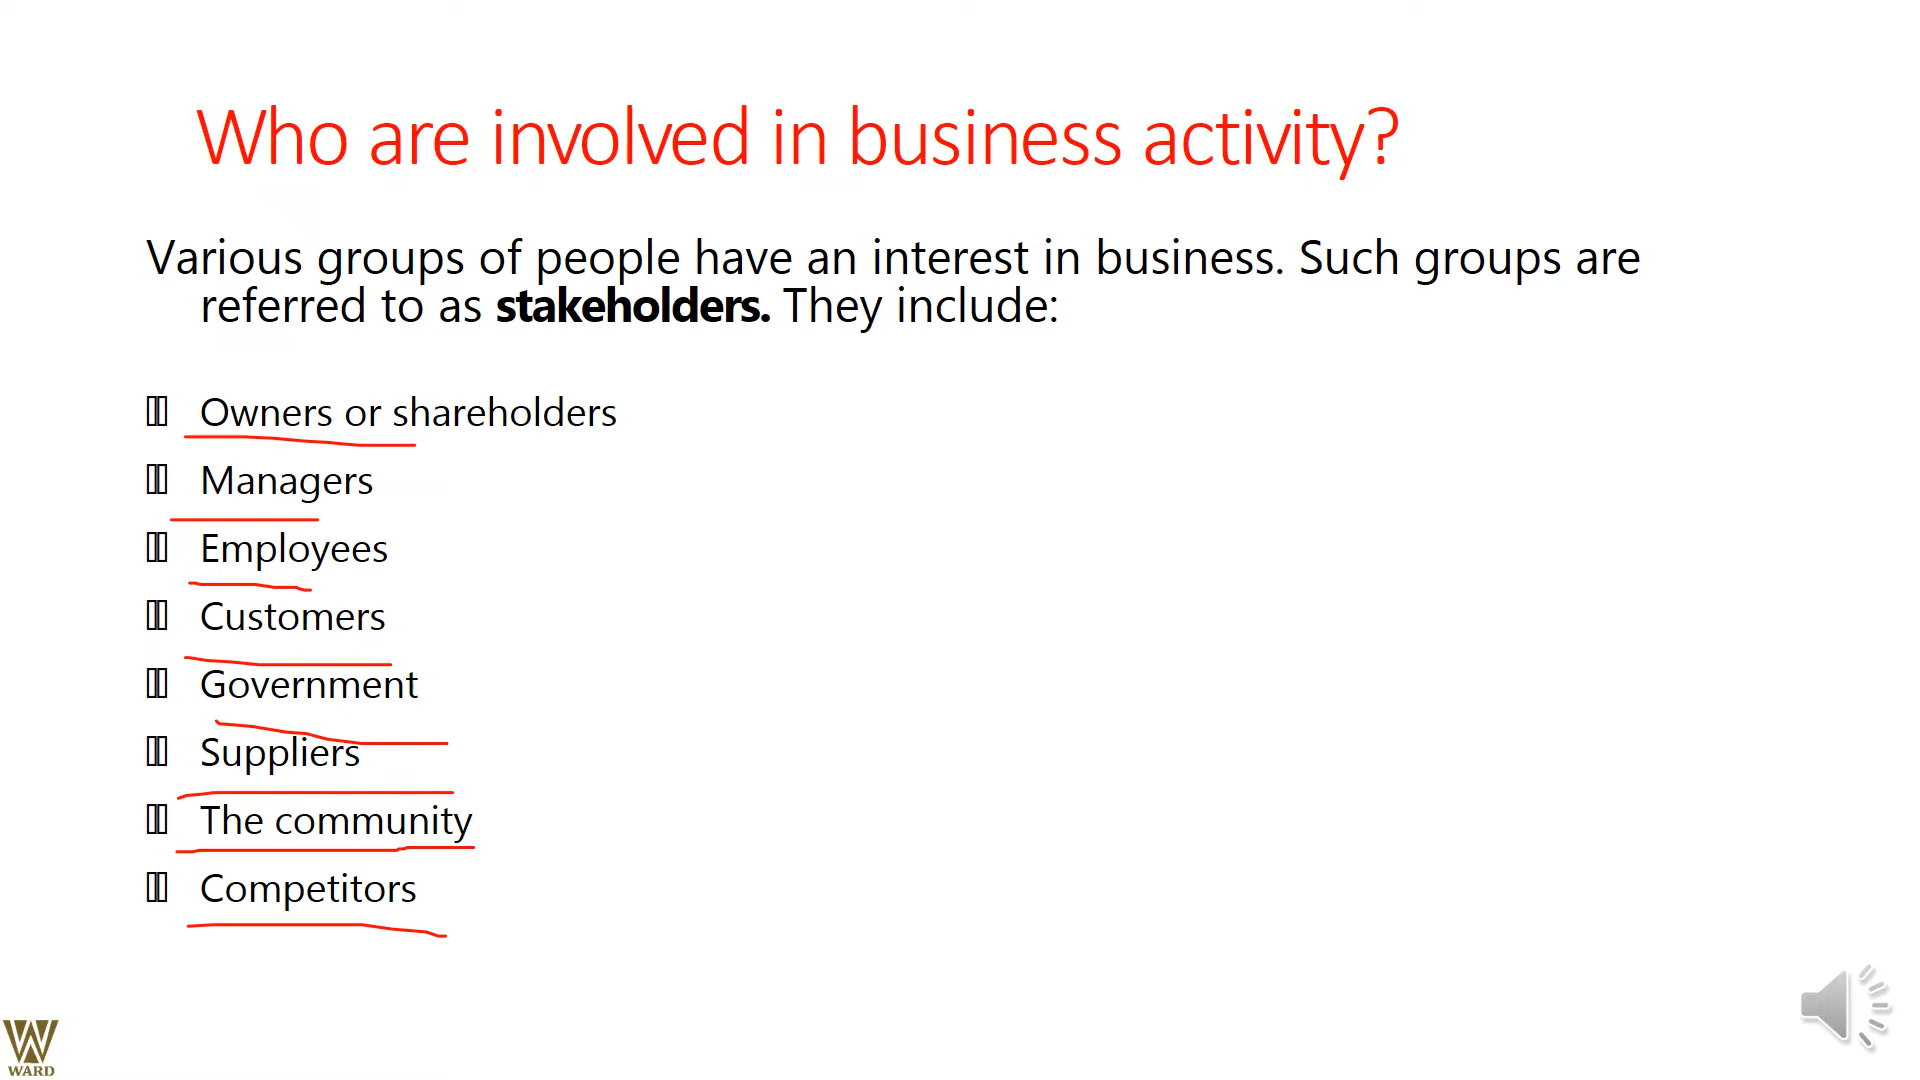 Who are involved in business activity?
Various groups of people have an interest in business. Such groups are
referred to as stakeholders. They include:
Owners or shareholders
Managers
Employees
Customers
Government
Suppliers
The community
Competitors
WARD